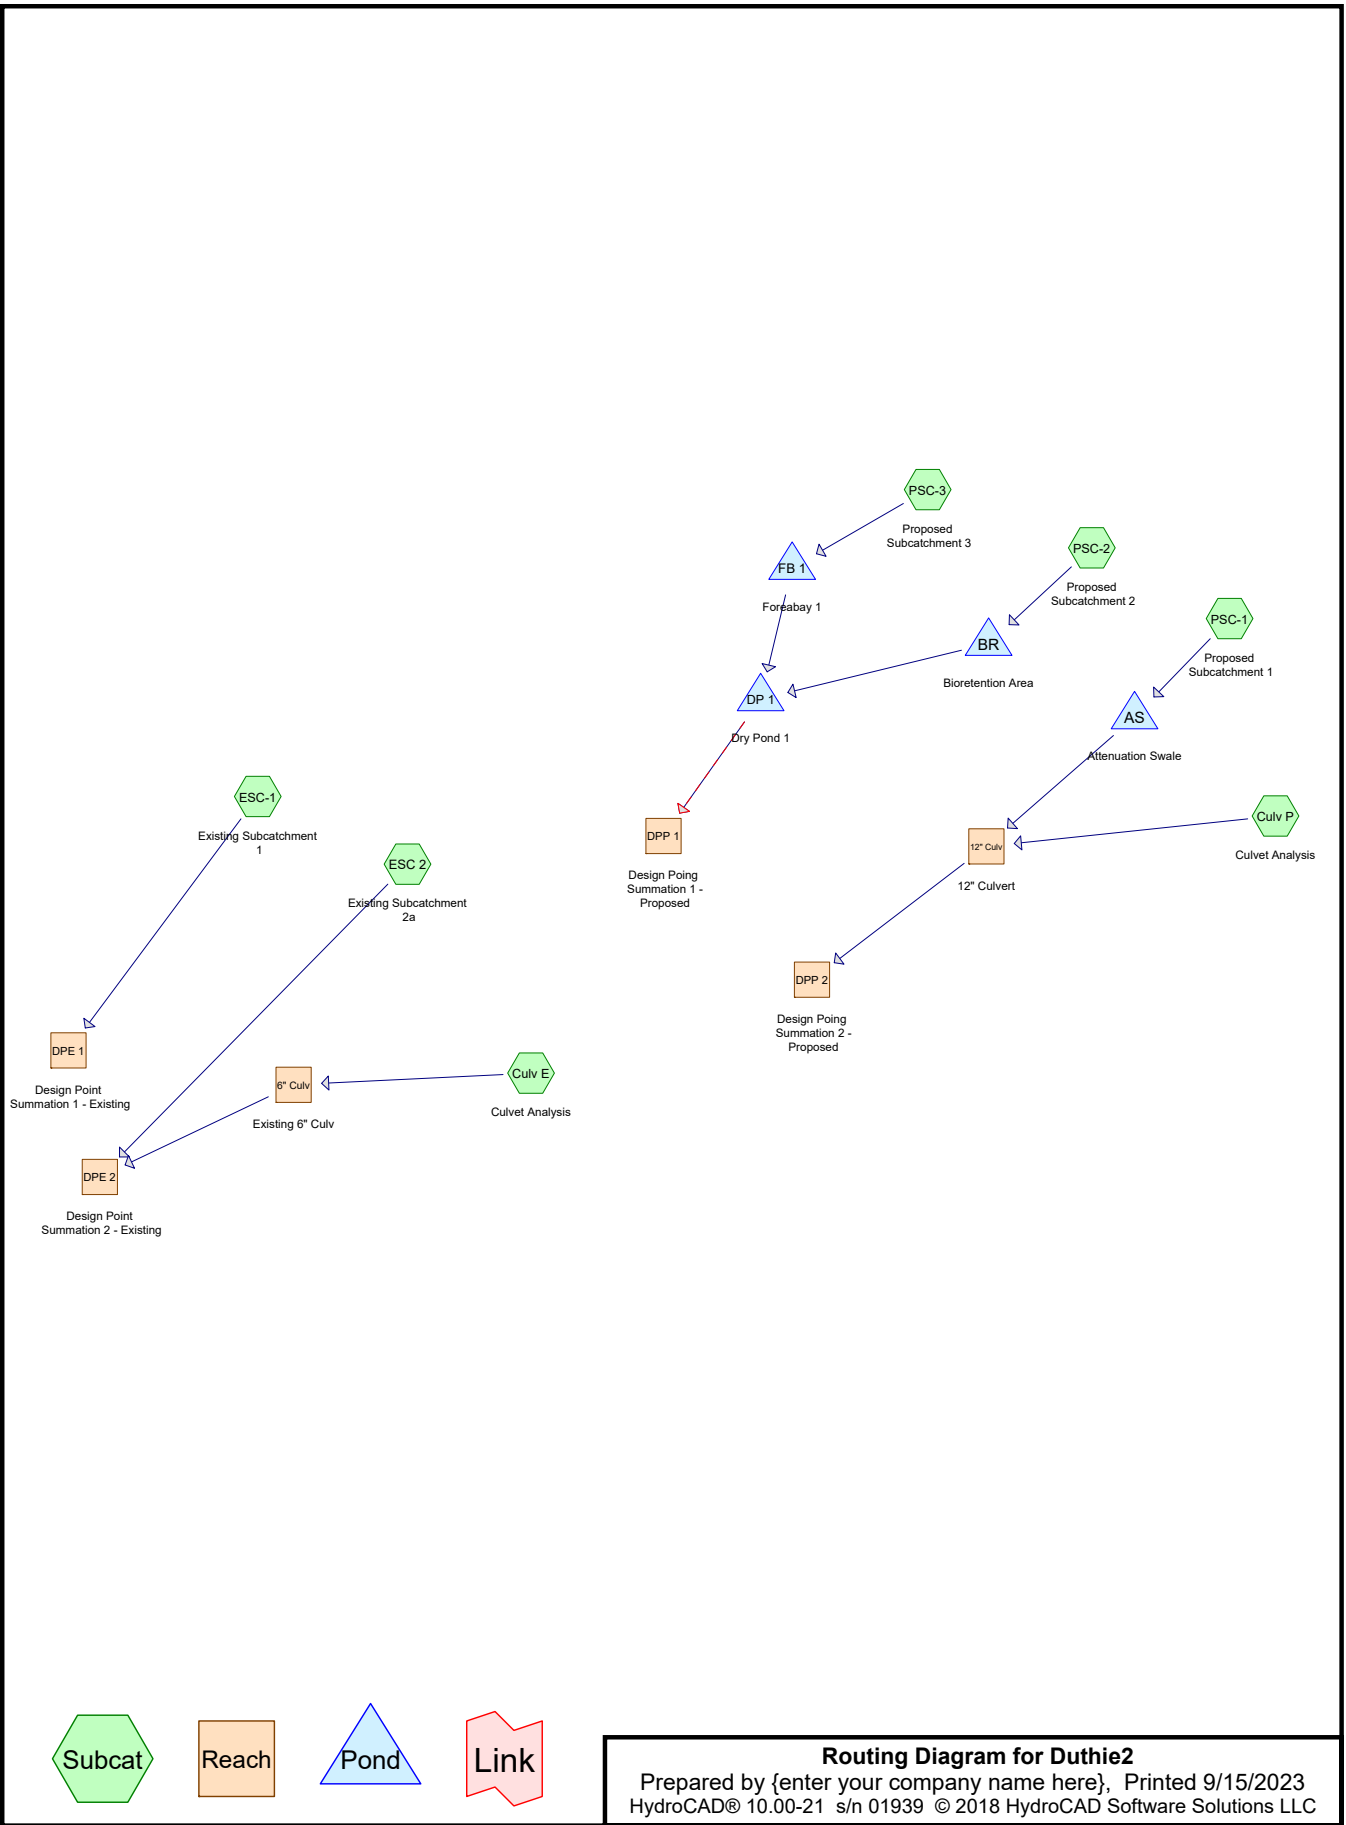 PSC-3
Proposed
Subcatchment 3
PSC-2
Proposed
Subcatchment 2
FB 1
Foreabay 1
PSC-1
Proposed
Subcatchment 1
BR
Bioretention Area
DP 1
Dry Pond 1
AS
Attenuation Swale
ESC-1
Existing Subcatchment
1
Culv P
Culvet Analysis
DPP 1
Design Poing
Summation 1 -
Proposed
12" Culv
12" Culvert
ESC 2
Existing Subcatchment
2a
DPP 2
Design Poing
Summation 2 -
Proposed
DPE 1
Design Point
Summation 1 - Existing
6" Culv
Existing 6" Culv
Culv E
Culvet Analysis
DPE 2
Design Point
Summation 2 - Existing
Subcat
Reach
Pond
Link
Routing Diagram for Duthie2
Prepared by {enter your company name here}, Printed 9/15/2023
HydroCAD® 10.00-21 s/n 01939 © 2018 HydroCAD Software Solutions LLC